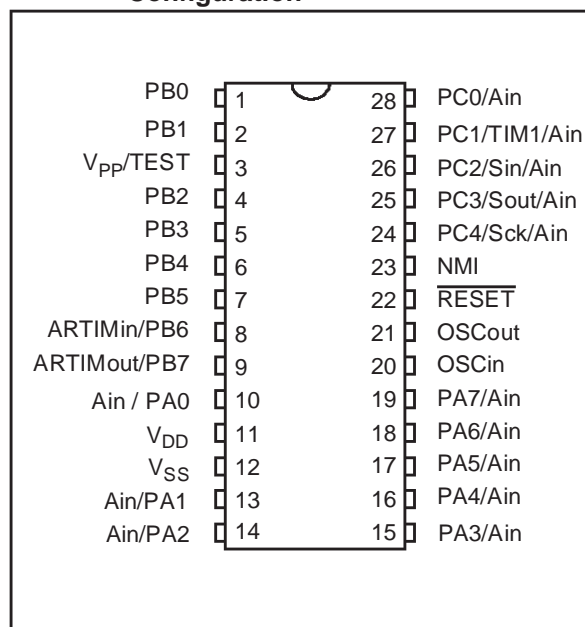 Configuration
PB0 1 28 PC0/Ain
PB1 2 27 PC1/TIM1/Ain
VPP/TEST 3 26 PC2/Sin/Ain
PB2 4 25 PC3/Sout/Ain
PB3 5 24 PC4/Sck/Ain
PB4 6 23 NMI
PB5 7 22 RESET
ARTIMin/PB6 8 21 OSCout
ARTIMout/PB7 9 20 OSCin
Ain / PA0 10 19 PA7/Ain
VDD 11 18 PA6/Ain
VSS 12 17 PA5/Ain
Ain/PA1 13 16 PA4/Ain
Ain/PA2 14 15 PA3/Ain